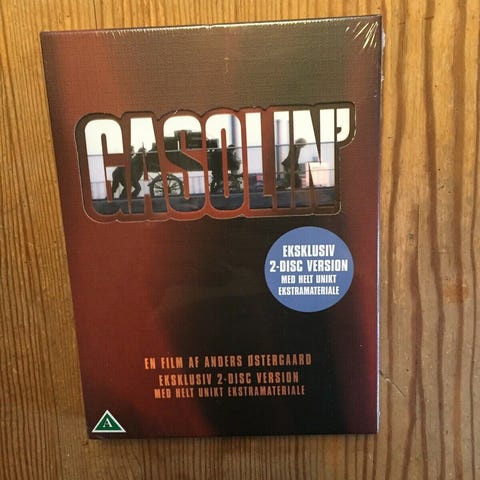 GASOLIN'
EKSKLUSIV
2-DISC VERSION
MED HELT UNIKT
EKSTRAMATERIALE
EN FILM AF ANDERS ØSTERGAARD
EKSKLUSIV 2-DISC VERSION
MED HELT UNIKT EKSTRAMATERIALE
A